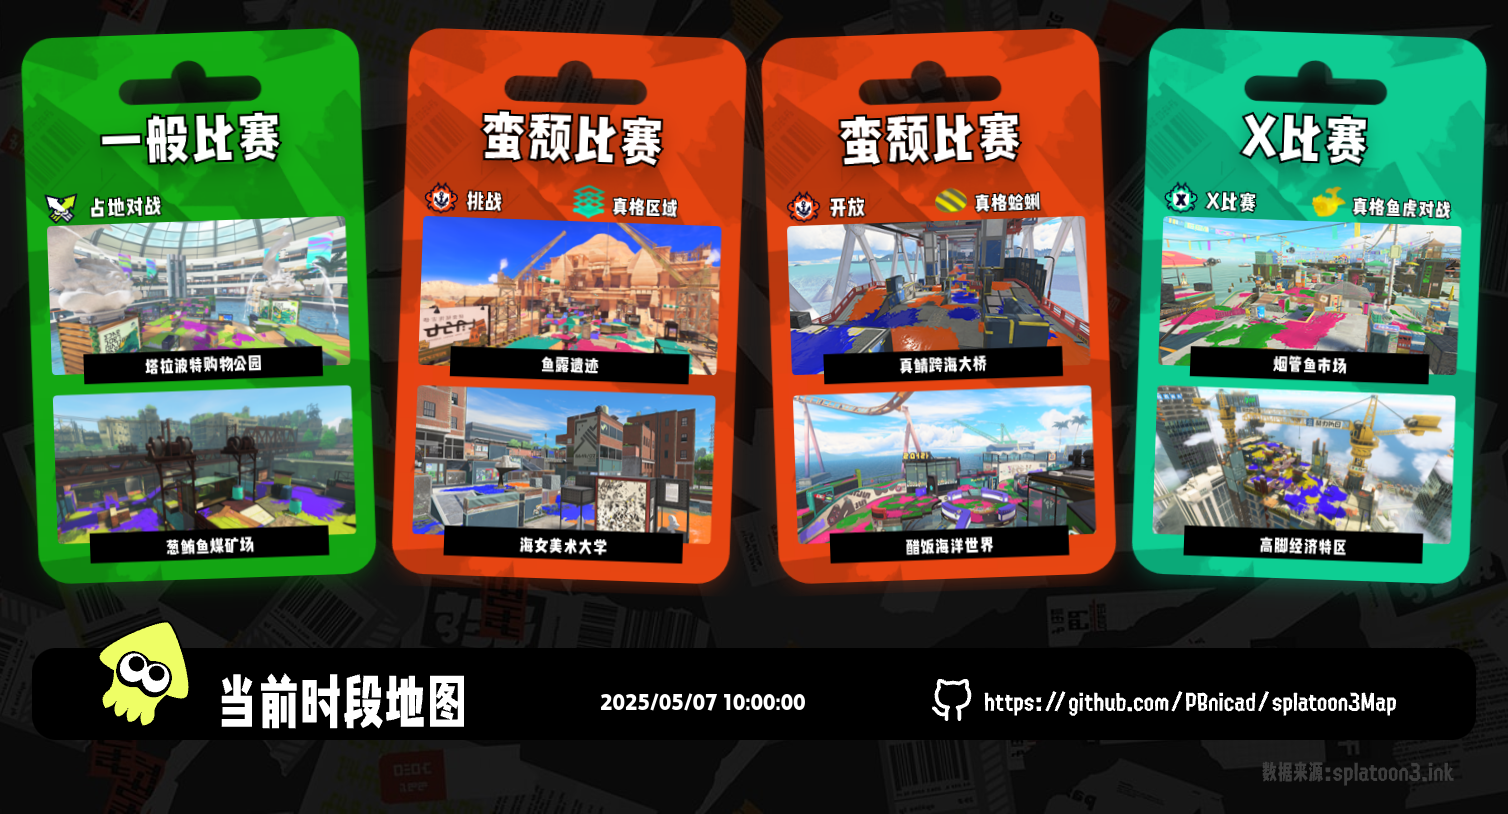 一般比赛
占地对战
塔拉波特购物公园
葱鲔鱼煤矿场
蛮颓比赛
挑战
真格区域
鱼露遗迹
海女美术大学
蛮颓比赛
开放
真格蛤蜊
真鲭跨海大桥
醋饭海洋世界
X比赛
X比赛
真格鱼虎对战
烟管鱼市场
高脚经济特区
当前时段地图
2025/05/07 10:00:00
https://github.com/PBnicad/splatoon3Map
数据来源:splatoon3.ink